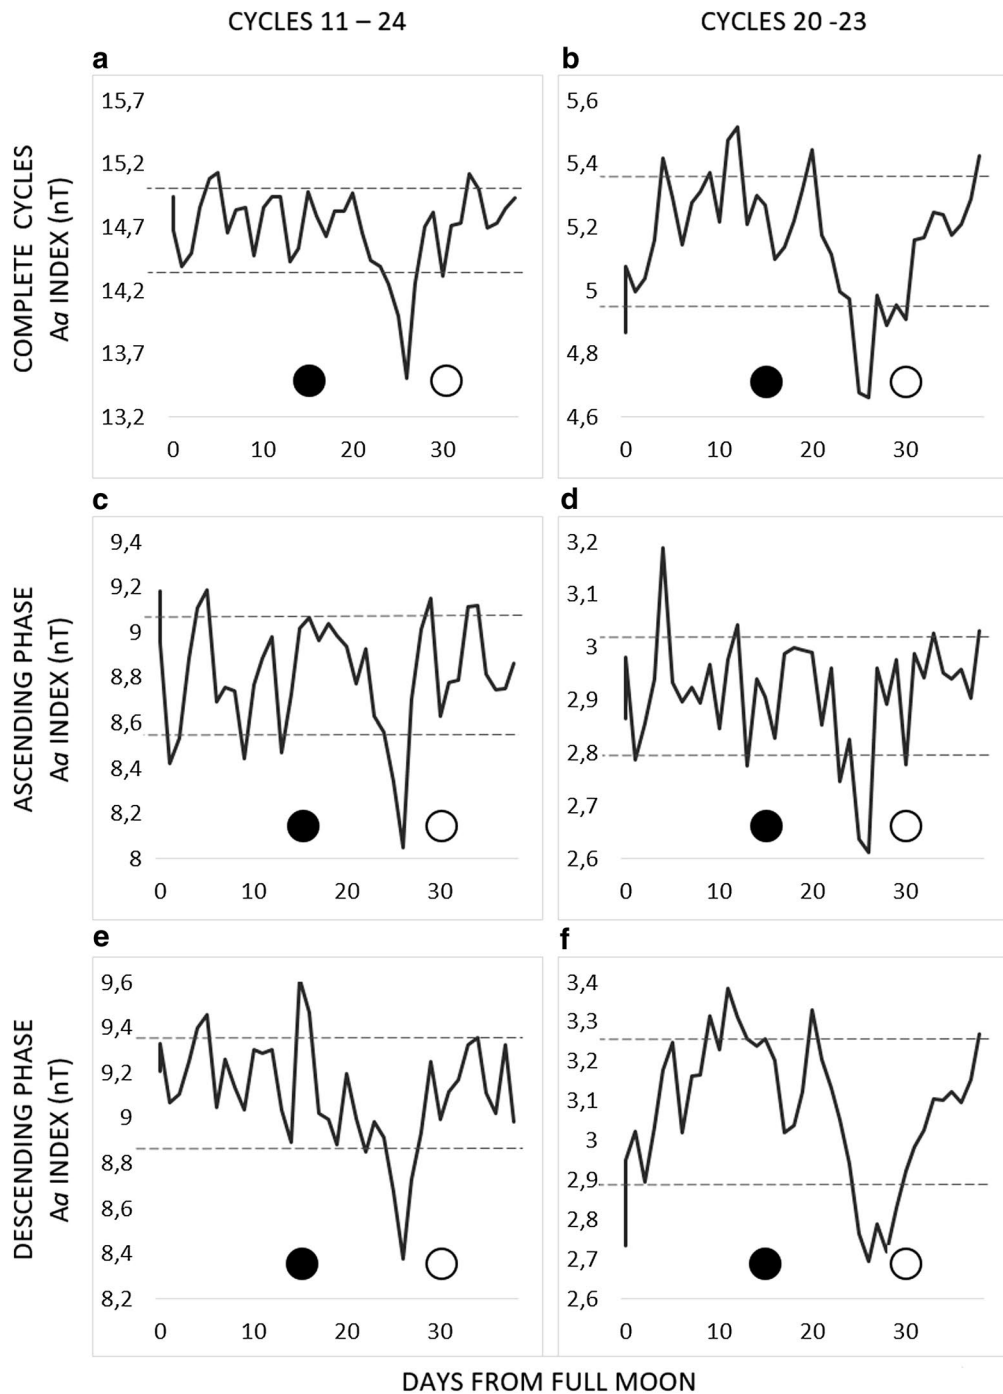 CYCLES 11 – 24
CYCLES 20 -23
COMPLETE CYCLES
Aa INDEX (nT)
a
15,7
15,2
14,7
14,2
13,7
13,2
0 10 20 30
b
5,6
5,4
5,2
5
4,8
4,6
0 10 20 30
ASCENDING PHASE
Aa INDEX (nT)
c
9,4
9,2
9
8,8
8,6
8,4
8,2
8
0 10 20 30
d
3,2
3,1
3
2,9
2,8
2,7
2,6
0 10 20 30
DESCENDING PHASE
Aa INDEX (nT)
e
9,6
9,4
9,2
9
8,8
8,6
8,4
8,2
0 10 20 30
f
3,4
3,3
3,2
3,1
3
2,9
2,8
2,7
2,6
0 10 20 30
DAYS FROM FULL MOON